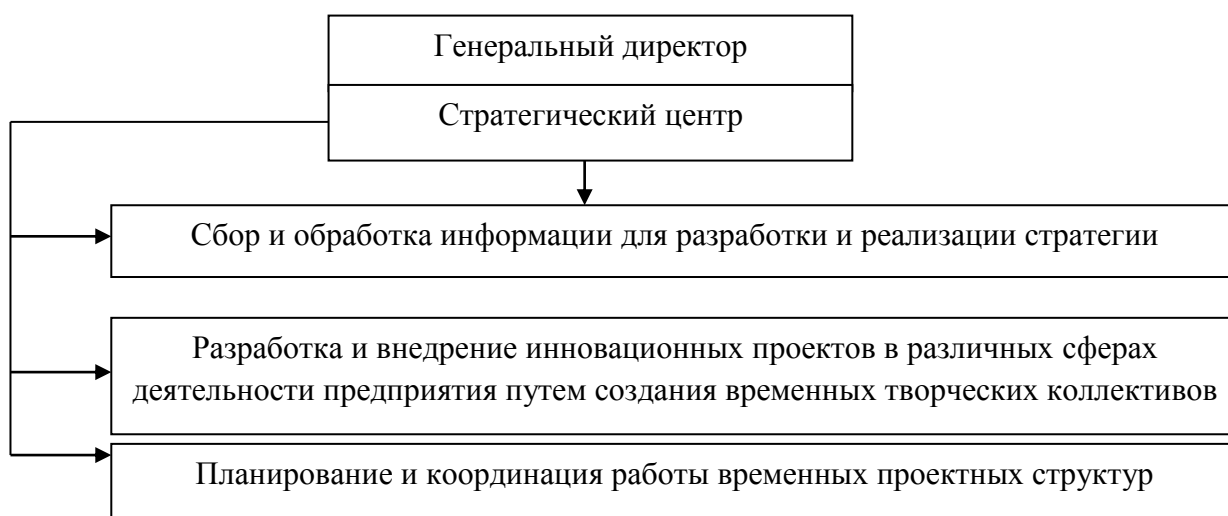 Генеральный директор
Стратегический центр
Сбор и обработка информации для разработки и реализации стратегии
Разработка и внедрение инновационных проектов в различных сферах
деятельности предприятия путем создания временных творческих коллективов
Планирование и координация работы временных проектных структур